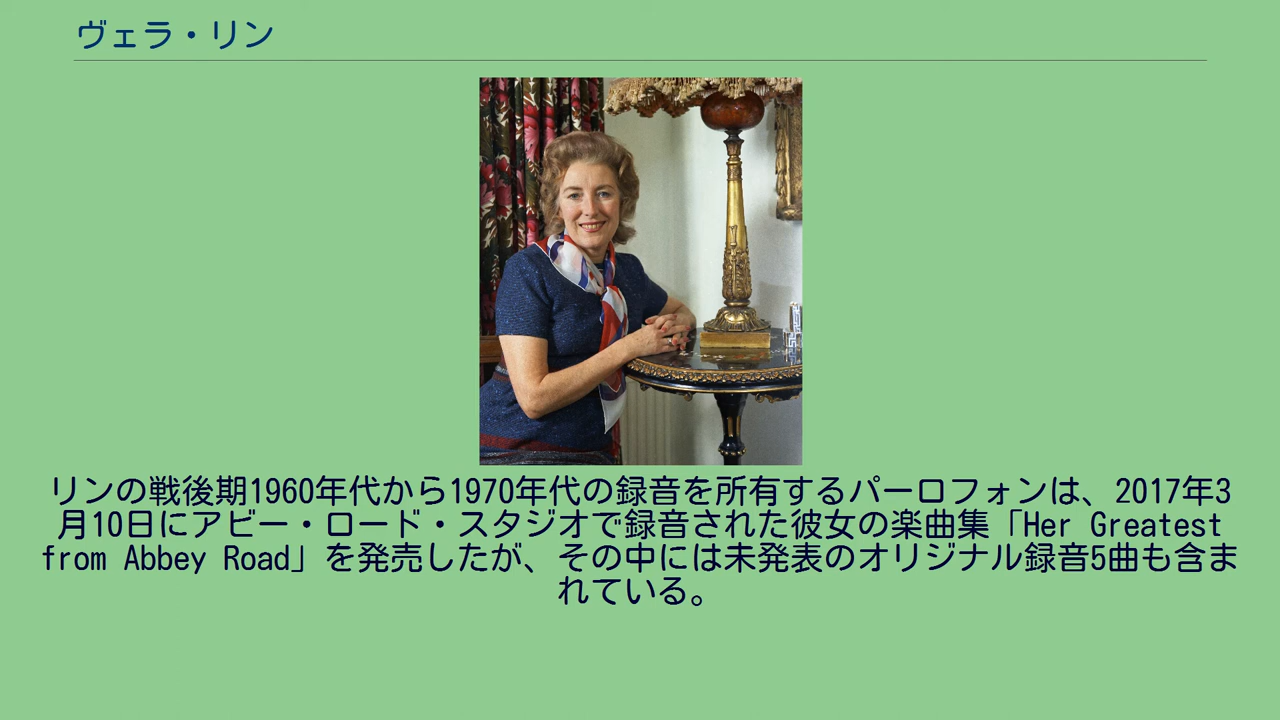 ヴェラ・リン
リンの戦後期1960年代から1970年代の録音を所有するパーロフォンは、2017年3
月10日にアビー・ロード・スタジオで録音された彼女の楽曲集「Her Greatest
from Abbey Road」を発売したが、その中には未発表のオリジナル録音5曲も含ま
れている。